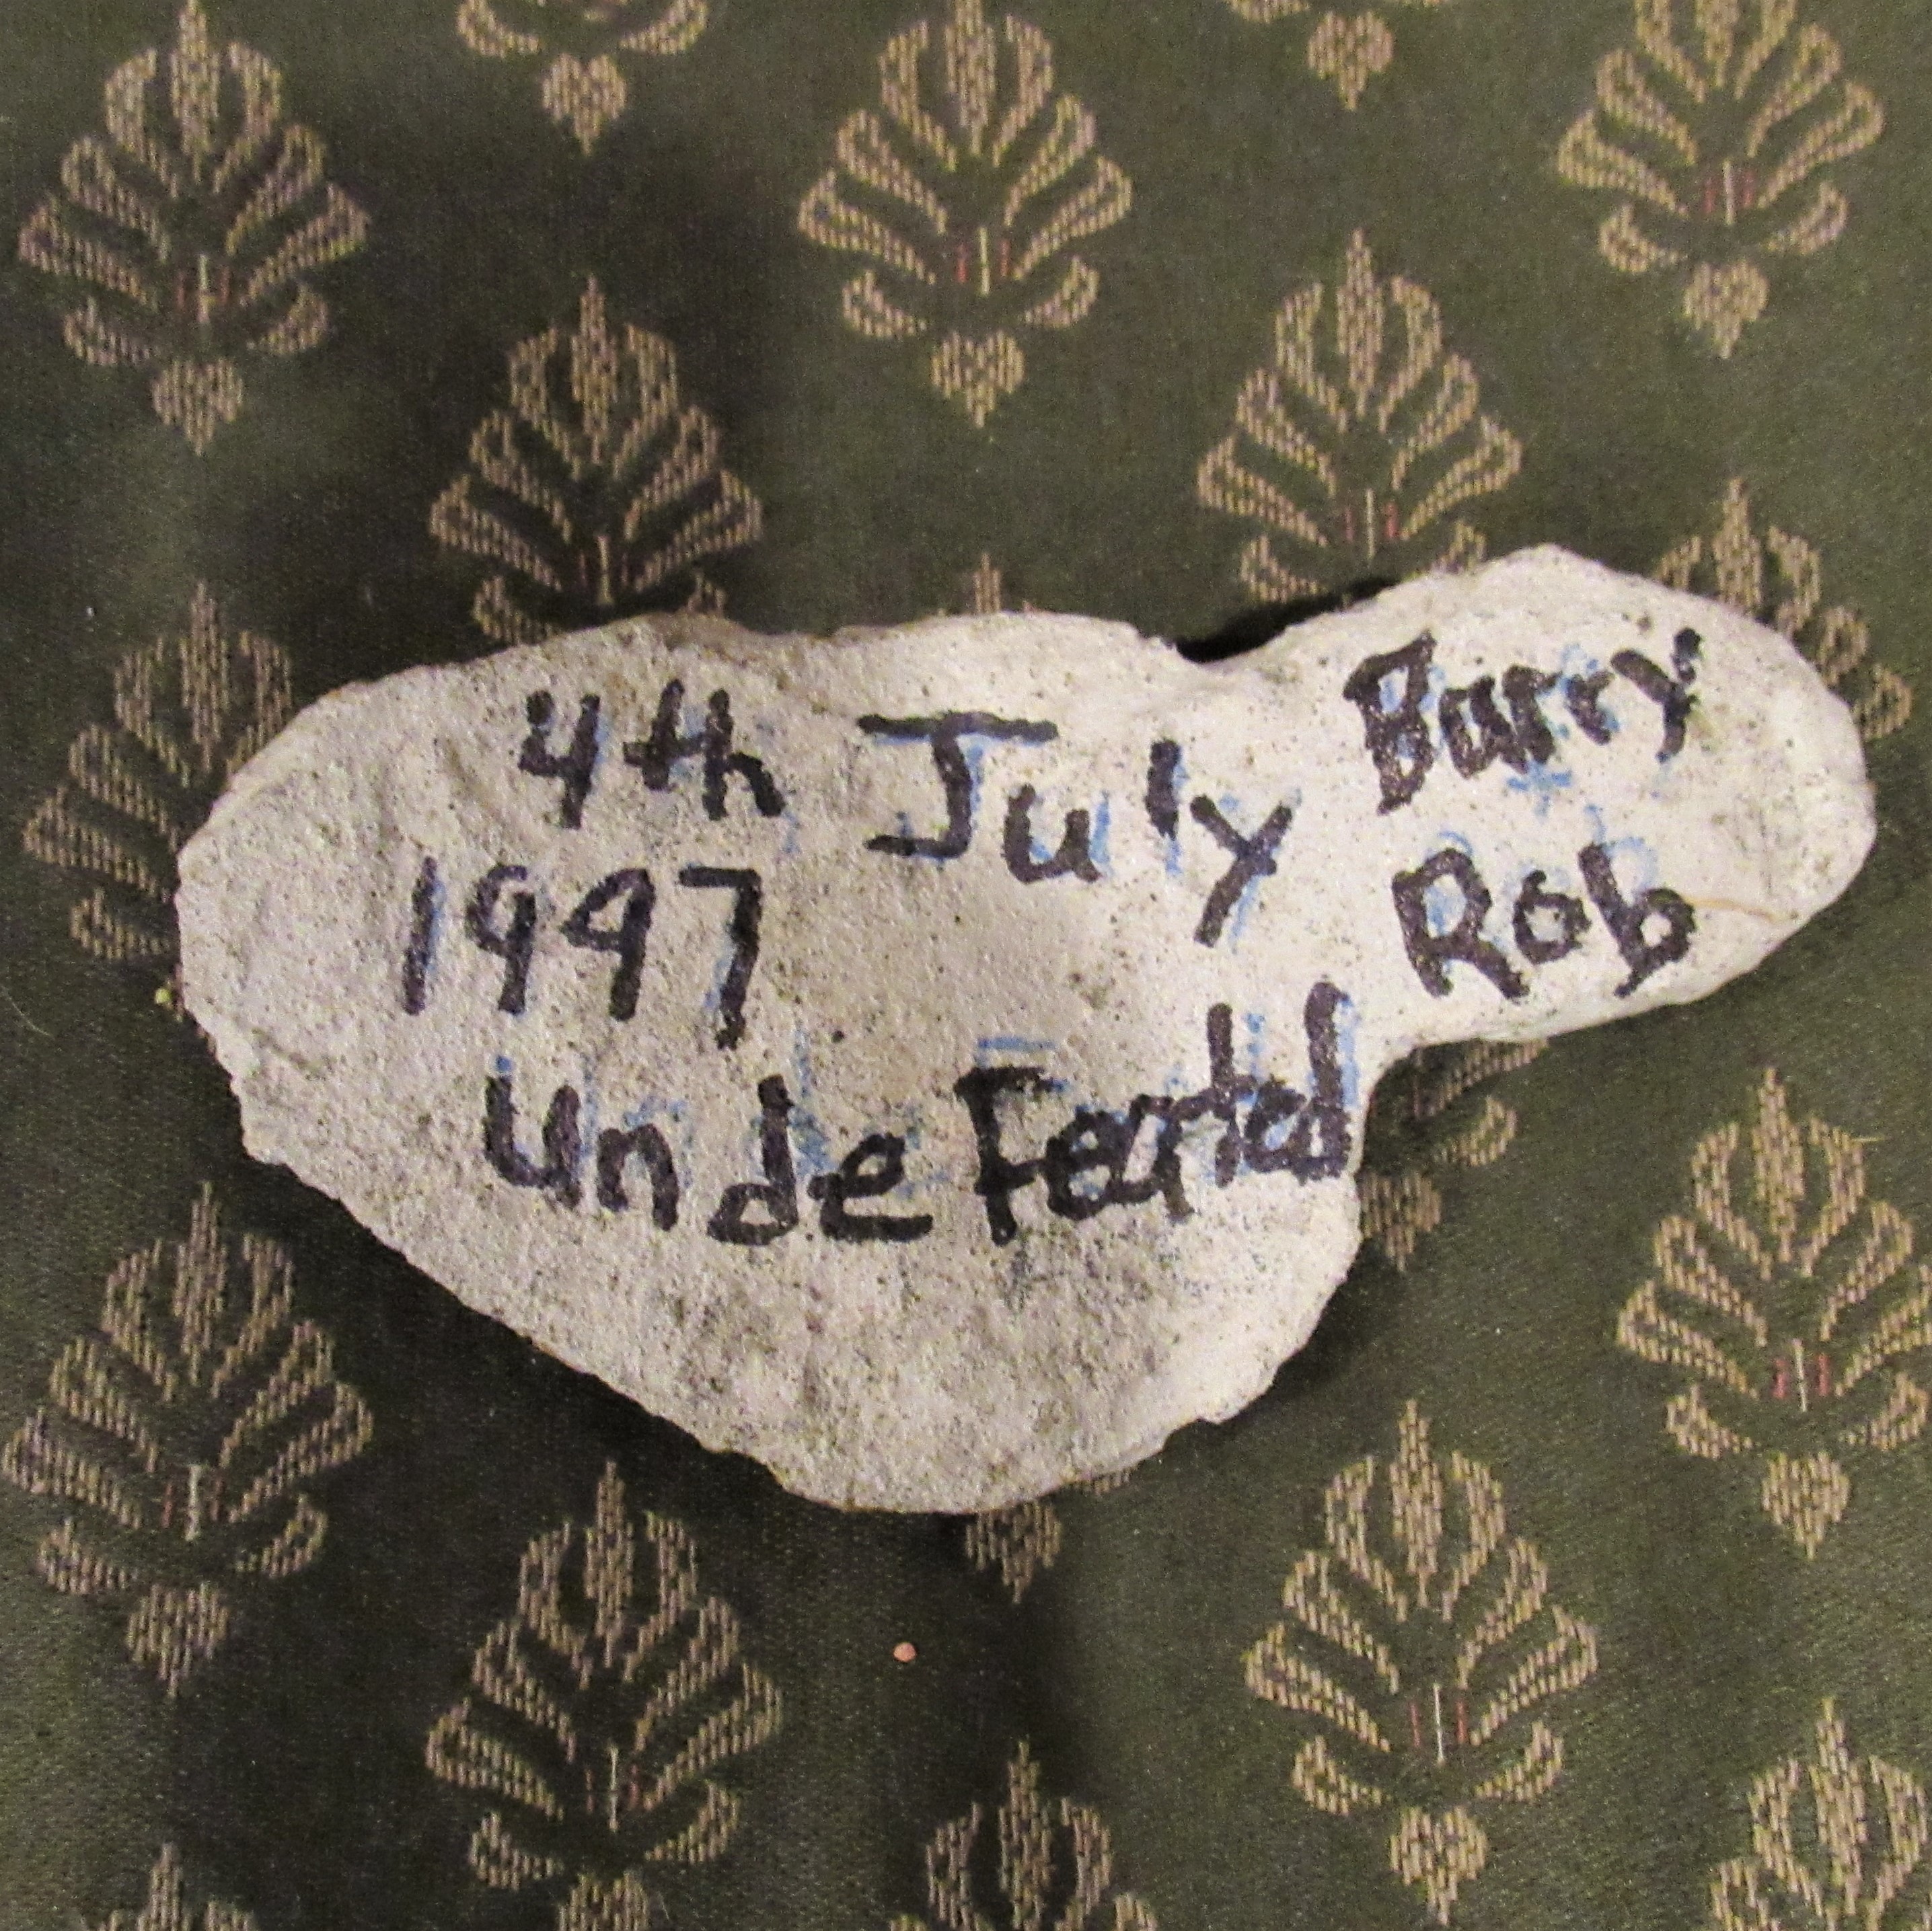 4th July
1997
UndeFeated
Barry
+
Rob